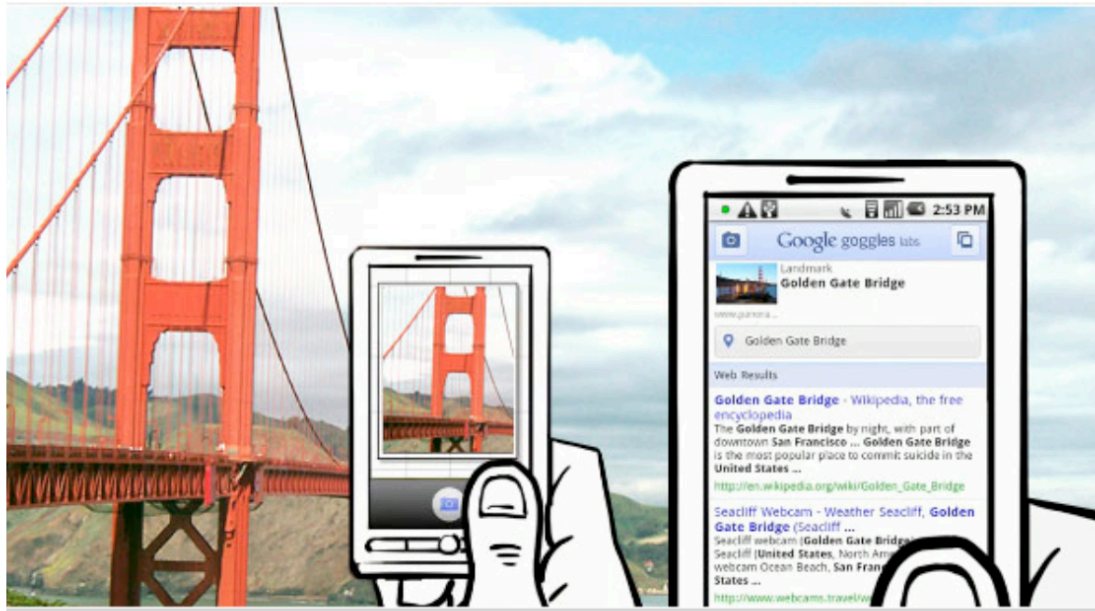 2:53 PM
Google goggles labs
Landmark
Golden Gate Bridge
www.panora...
Golden Gate Bridge
Web Results
Golden Gate Bridge - Wikipedia, the free
encyclopedia
The Golden Gate Bridge by night, with part of
downtown San Francisco ... Golden Gate Bridge
is the most popular place to commit suicide in the
United States ...
http://en.wikipedia.org/wiki/Golden_Gate_Bridge
Seacliff Webcam - Weather Seacliff, Golden
Gate Bridge (Seacliff ...
Seacliff webcam (Golden Gate Bridge)
Seacliff (United States, North
webcam Ocean Beach, San
States ...
http://www.webcams.travel/